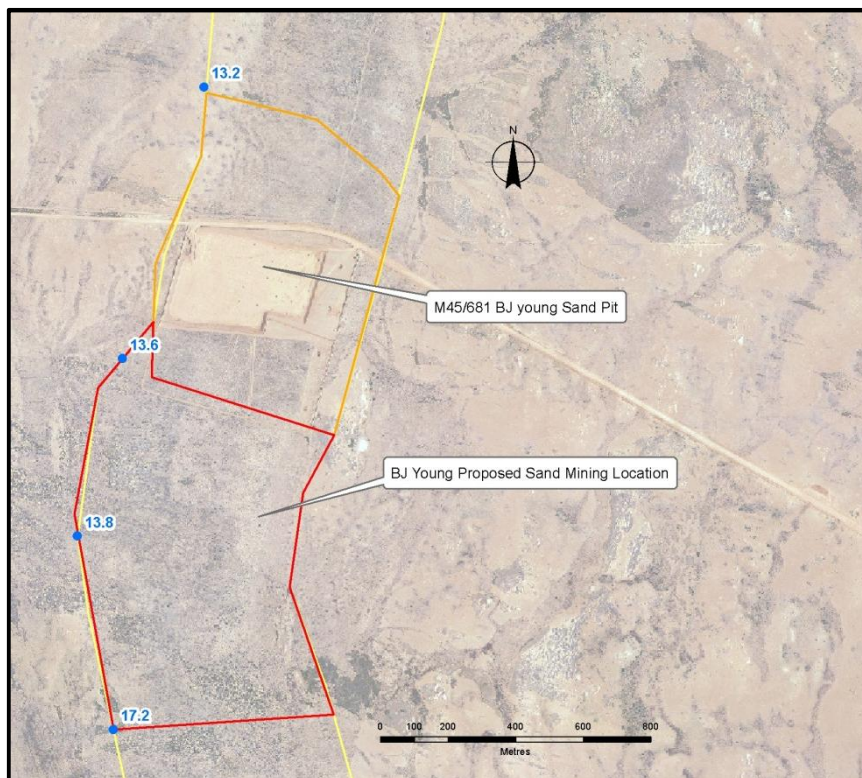 13.2
N
M45/681 BJ young Sand Pit
13.6
BJ Young Proposed Sand Mining Location
13.8
17.2
0 100 200 400 600 800
Metres